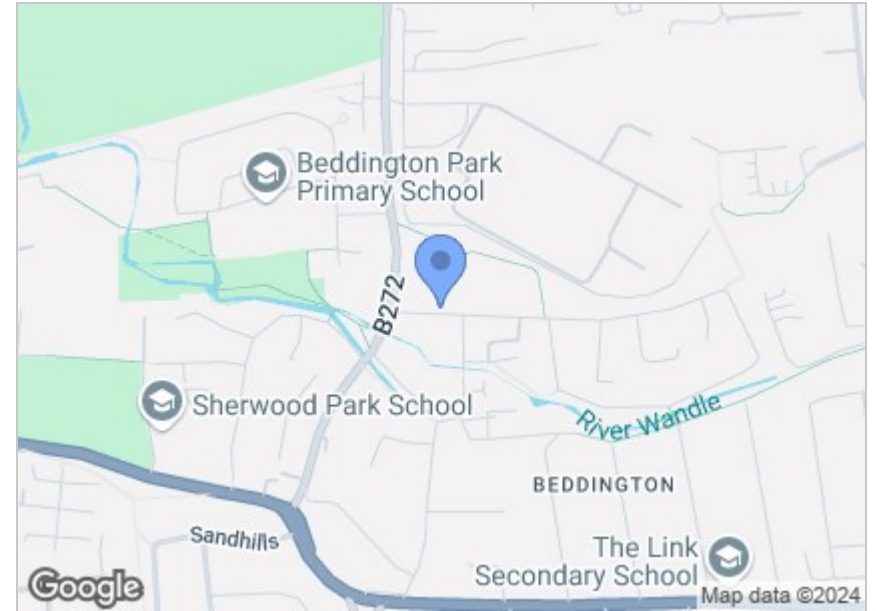 Beddington Park
Primary School
B272
Sherwood Park School
River Wandle
BEDDINGTON
Sandhills
The Link
Secondary School
Google
Map data ©2024